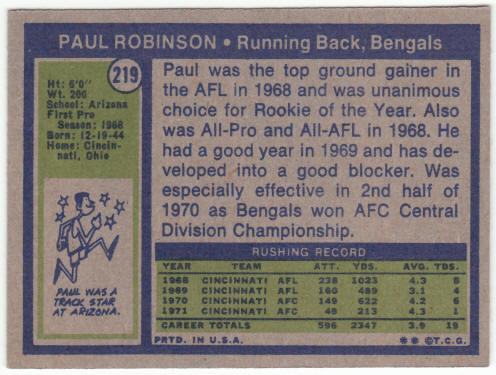 PAUL ROBINSON • Running Back, Bengals
219
Ht: 6'0"
Wt. 200
School: Arizona
First Pro
Season: 1968
Born: 12-19-44
Home: Cincin-
nati, Ohio
PAUL WAS A
TRACK STAR
AT ARIZONA.
Paul was the top ground gainer in
the AFL in 1968 and was unanimous
choice for Rookie of the Year. Also
was All-Pro and All-AFL in 1968. He
had a good year in 1969 and has de-
veloped into a good blocker. Was
especially effective in 2nd half of
1970 as Bengals won AFC Central
Division Championship.
RUSHING RECORD
YEAR TEAM ATT. YDS. AVG. TDS.
1968 CINCINNATI AFL 238 1023 4.3 8
1969 CINCINNATI AFL 160 489 3.1 4
1970 CINCINNATI AFC 149 622 4.2 6
1971 CINCINNATI AFC 49 213 4.3 1
CAREER TOTALS 596 2347 3.9 19
PRTD. IN U.S.A. ** ©T.C.G.